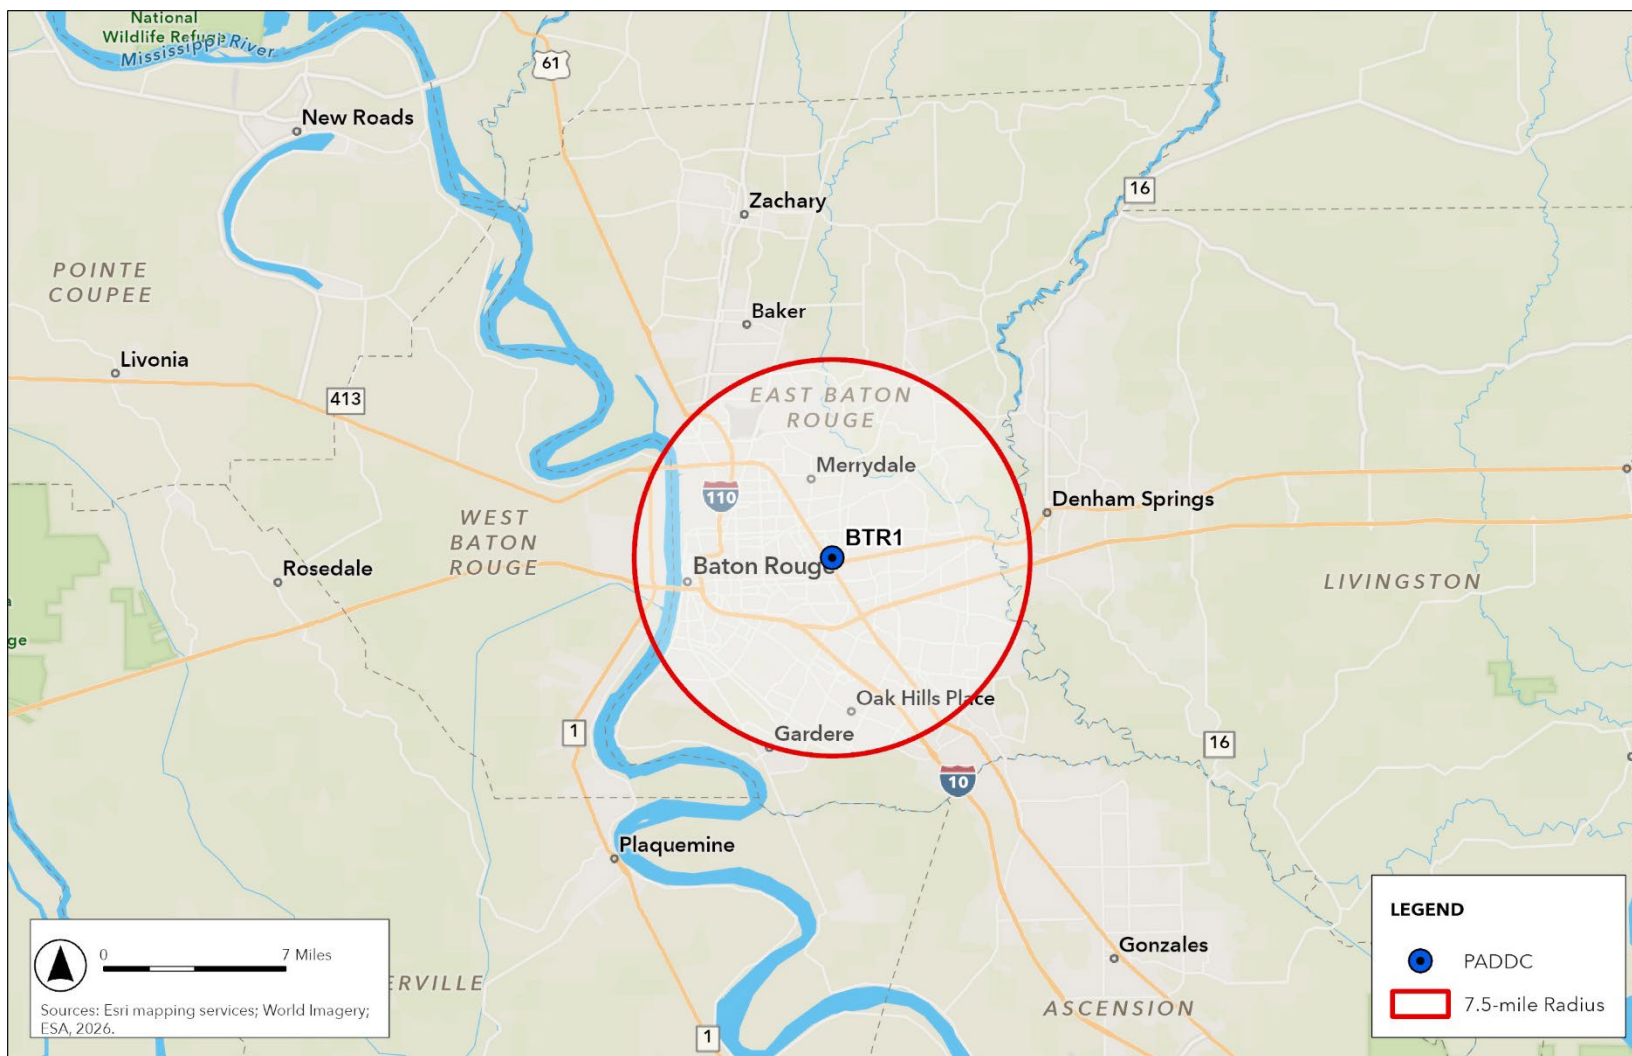 National
Wildlife Refuge
Mississippi River
61
New Roads
16
Zachary
POINTE
COUPEE
Baker
Livonia
413
EAST BATON
ROUGE
Merrydale
110
Denham Springs
WEST
BATON
ROUGE
BTR1
Baton Rouge
Rosedale
LIVINGSTON
ge
Oak Hills Place
1
Gardere
16
10
Plaquemine
Gonzales
ERVILLE
ASCENSION
1
0
7 Miles
Sources: Esri mapping services; World Imagery;
ESA, 2026.
LEGEND
PADDC
7.5-mile Radius